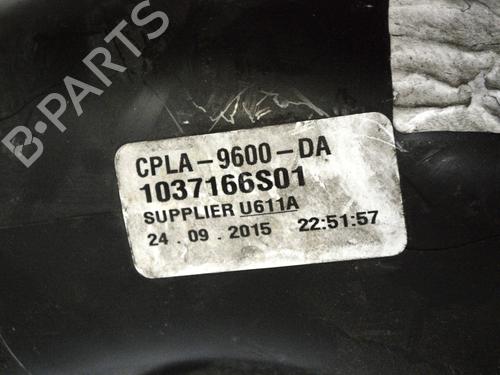 B-PARTS
CPLA-9600-DA
1037166S01
SUPPLIER U611A
24.09.2015 22:51:57